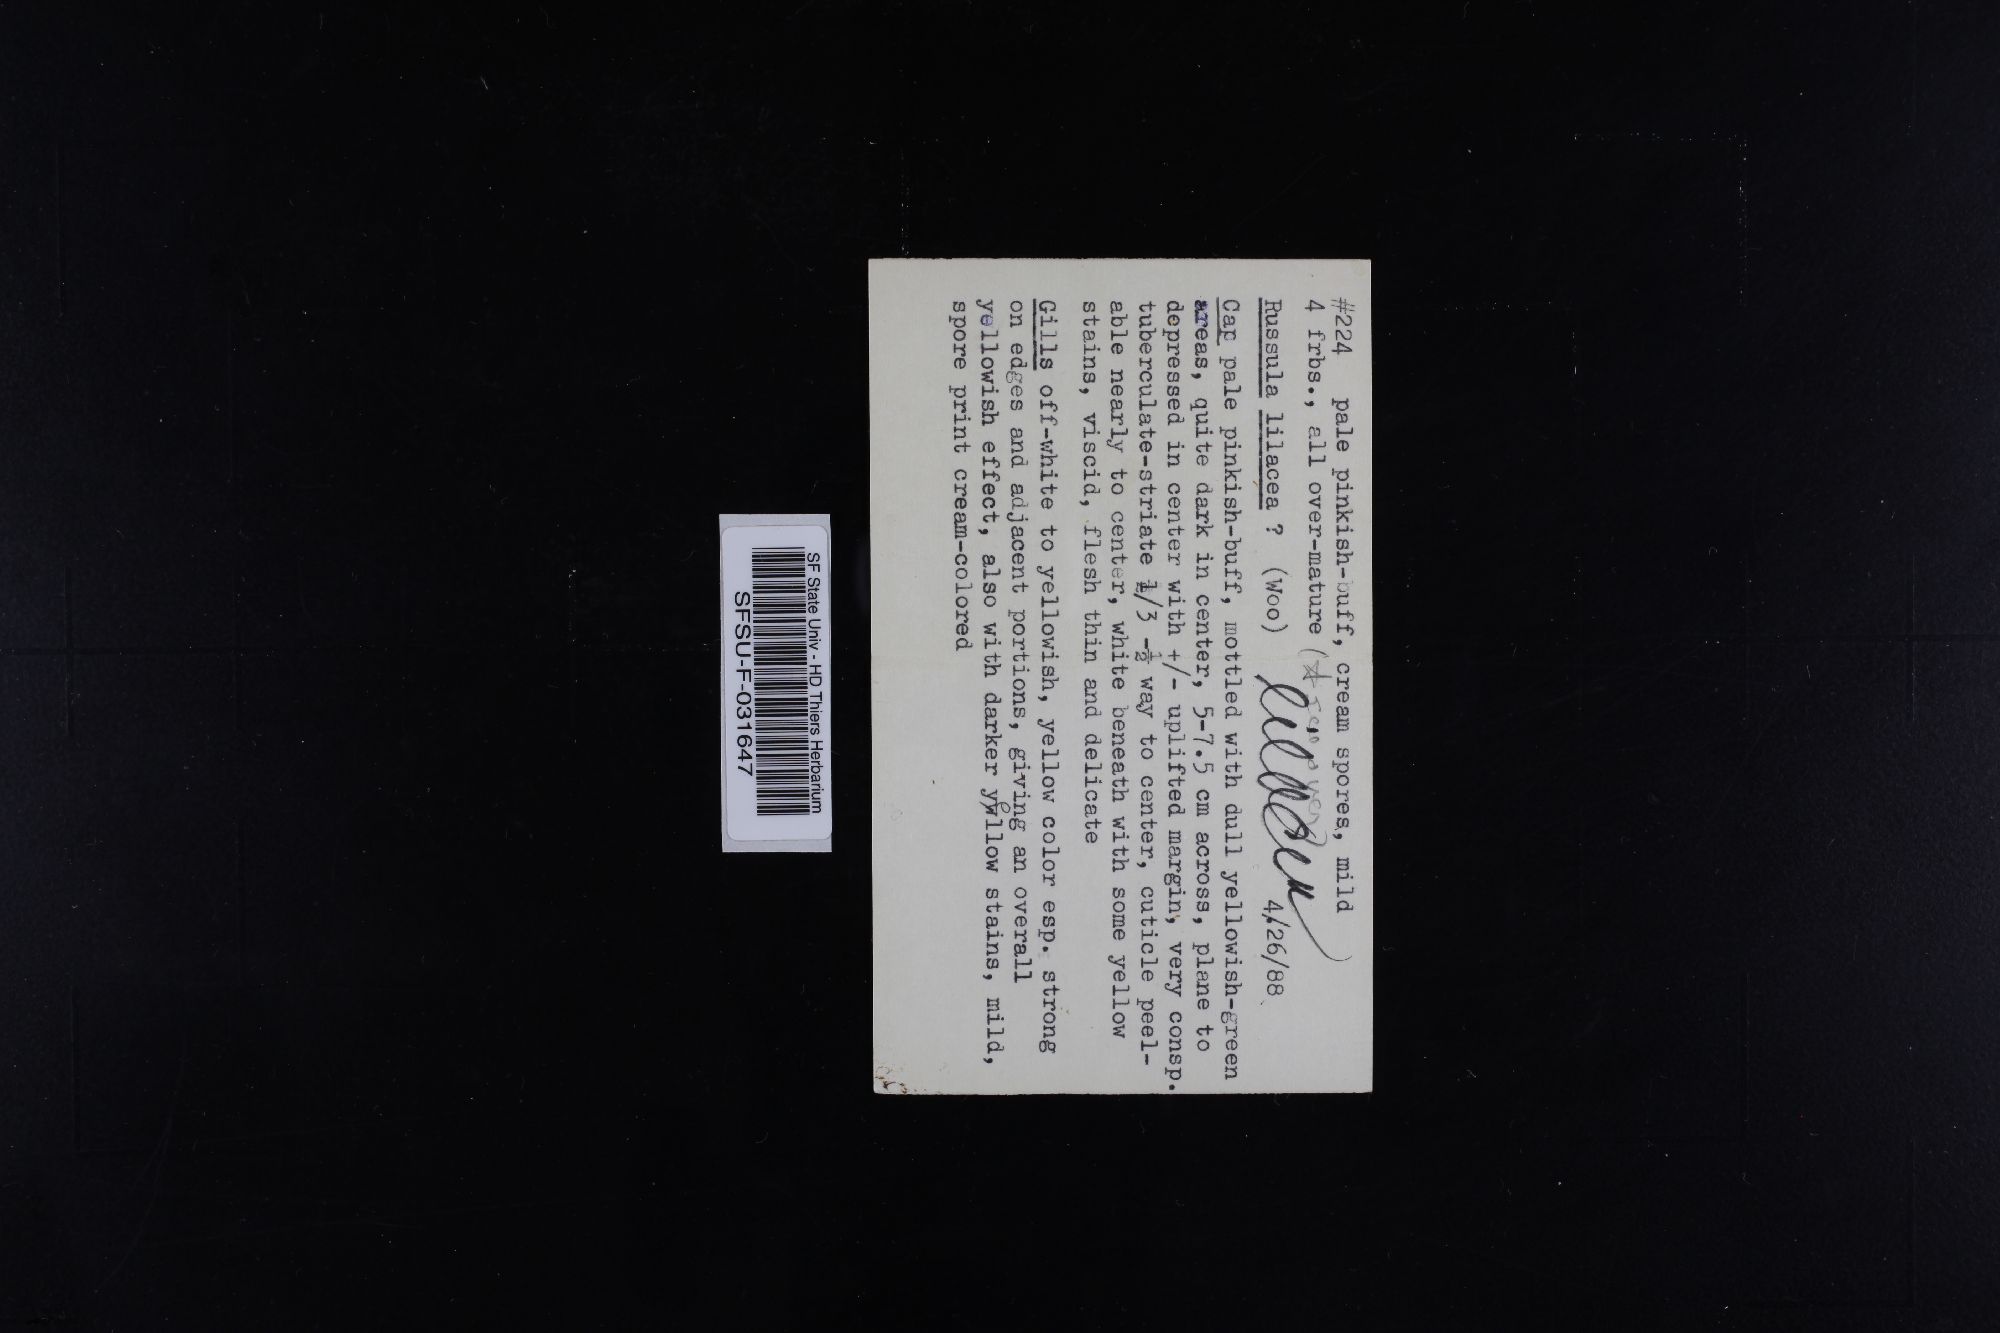 #224 pale pinkish-buff, cream spores, mild
4 frbs., all over-mature (
Russula lilacea ? (Woo) 4/26/88
Cap pale pinkish-buff, mottled with dull yellowish-green
areas, quite dark in center, 5-7.5 cm across, plane to
depressed in center with +/- uplifted margin, very consp.
tuberculate-striate 1/3 -½ way to center, cuticle peel-
able nearly to center, white beneath with some yellow
stains, viscid, flesh thin and delicate
Gills off-white to yellowish, yellow color esp. strong
on edges and adjacent portions, giving an overall
yellowish effect, also with darker yellow stains, mild,
spore print cream-colored
SF State Univ - HD Thiers Herbarium
SFSU-F-031647